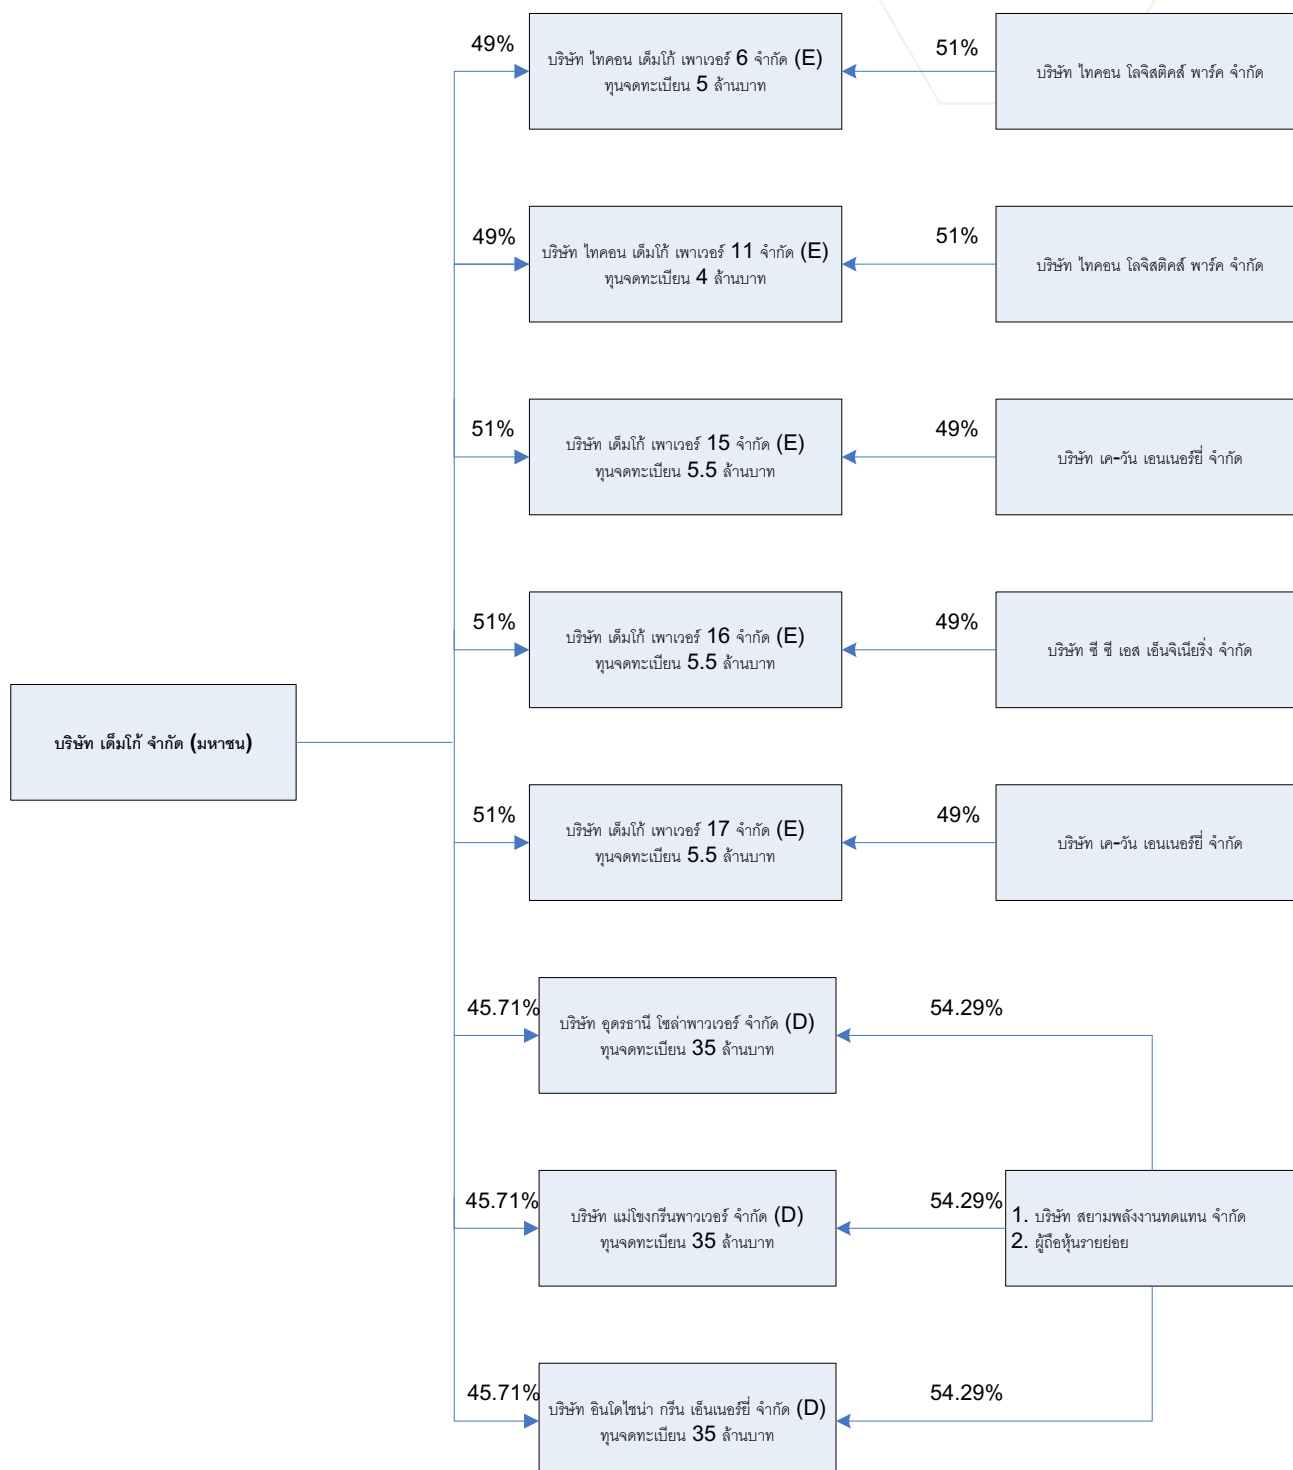 49%
บริษัท ไทคอน เด็มโก้ เพาเวอร์ 6 จำกัด (E)
ทุนจดทะเบียน 5 ล้านบาท
51%
บริษัท ไทคอน โลจิสติคส์ พาร์ค จำกัด
49%
บริษัท ไทคอน เด็มโก้ เพาเวอร์ 11 จำกัด (E)
ทุนจดทะเบียน 4 ล้านบาท
51%
บริษัท ไทคอน โลจิสติคส์ พาร์ค จำกัด
51%
บริษัท เด็มโก้ เพาเวอร์ 15 จำกัด (E)
ทุนจดทะเบียน 5.5 ล้านบาท
49%
บริษัท เค-วัน เอนเนอร์ยี่ จำกัด
51%
บริษัท เด็มโก้ เพาเวอร์ 16 จำกัด (E)
ทุนจดทะเบียน 5.5 ล้านบาท
49%
บริษัท ซี ซี เอส เอ็นจิเนียริ่ง จำกัด
บริษัท เด็มโก้ จำกัด (มหาชน)
51%
บริษัท เด็มโก้ เพาเวอร์ 17 จำกัด (E)
ทุนจดทะเบียน 5.5 ล้านบาท
49%
บริษัท เค-วัน เอนเนอร์ยี่ จำกัด
45.71%
บริษัท อุดรธานี โซล่าพาวเวอร์ จำกัด (D)
ทุนจดทะเบียน 35 ล้านบาท
54.29%
45.71%
บริษัท แม่โขงกรีนพาวเวอร์ จำกัด (D)
ทุนจดทะเบียน 35 ล้านบาท
54.29%
1. บริษัท สยามพลังงานทดแทน จำกัด
2. ผู้ถือหุ้นรายย่อย
45.71%
บริษัท อินโดไชน่า กรีน เอ็นเนอร์ยี่ จำกัด (D)
ทุนจดทะเบียน 35 ล้านบาท
54.29%